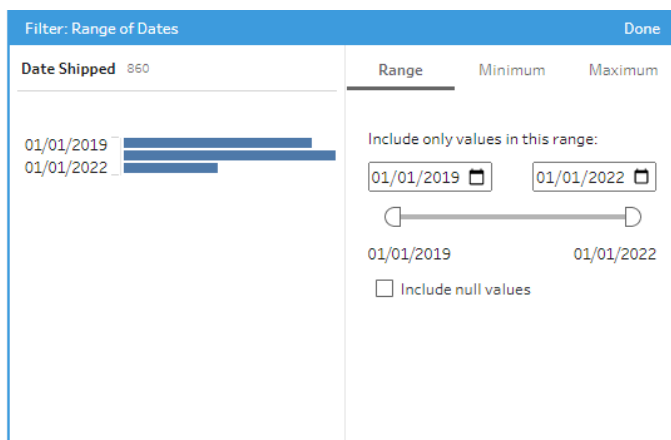 Filter: Range of Dates Done
Date Shipped 860
Range Minimum Maximum
01/01/2019
01/01/2022
Include only values in this range:
01/01/2019 01/01/2022
01/01/2019 01/01/2022
Include null values